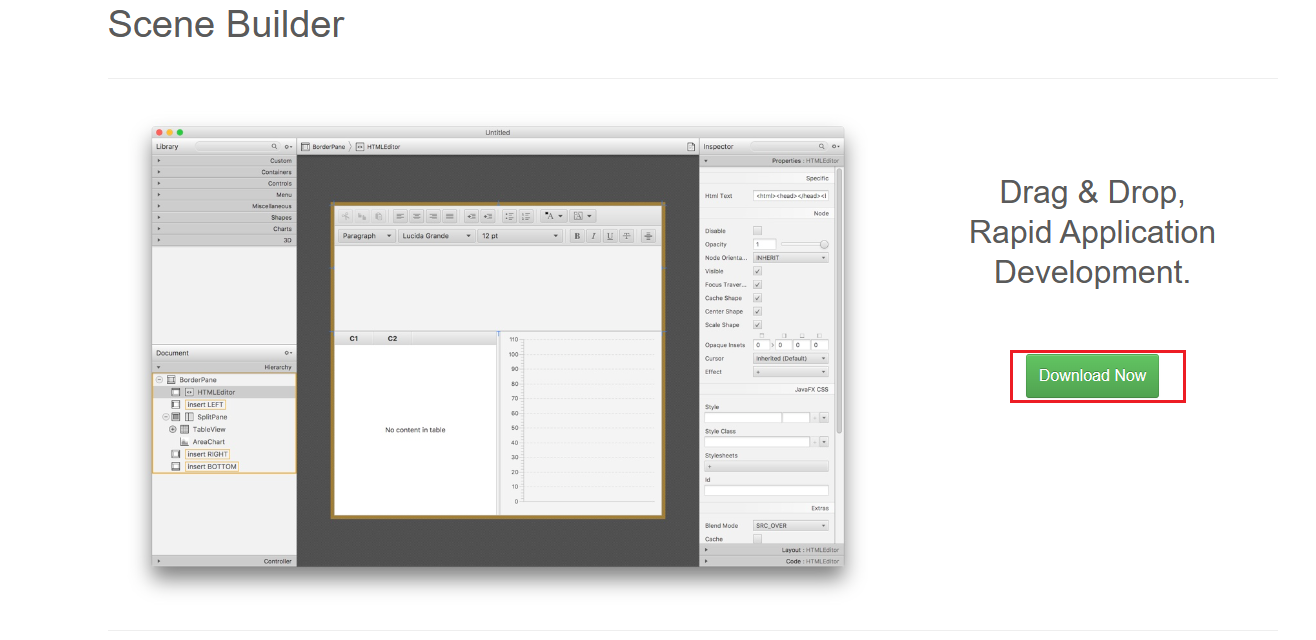 Scene Builder
Untitled
Library
Custom
Containers
Controls
Menu
Miscellaneous
Shapes
Charts
3D
Document
Hierarchy
BorderPane
HTMLEditor
insert LEFT
SplitPane
TableView
AreaChart
insert RIGHT
insert BOTTOM
Controller
BorderPane
HTMLEditor
Paragraph
Lucida Grande
12 pt
B
I
U
C1
C2
No content in table
110
100
90
80
70
60
50
40
30
20
10
0
Inspector
Properties : HTMLEditor
Specific
Html Text
<html><head></head><l
Node
Disable
Opacity
1
Node Orienta...
INHERIT
Visible
Focus Traver...
Cache Shape
Center Shape
Scale Shape
Opaque Insets
0
0
0
0
Cursor
Inherited (Default)
Effect
+
JavaFX CSS
Style
Style Class
Stylesheets
+
Id
Extras
Blend Mode
SRC_OVER
Cache
Layout : HTMLEditor
Code : HTMLEditor
Drag & Drop,
Rapid Application
Development.
Download Now